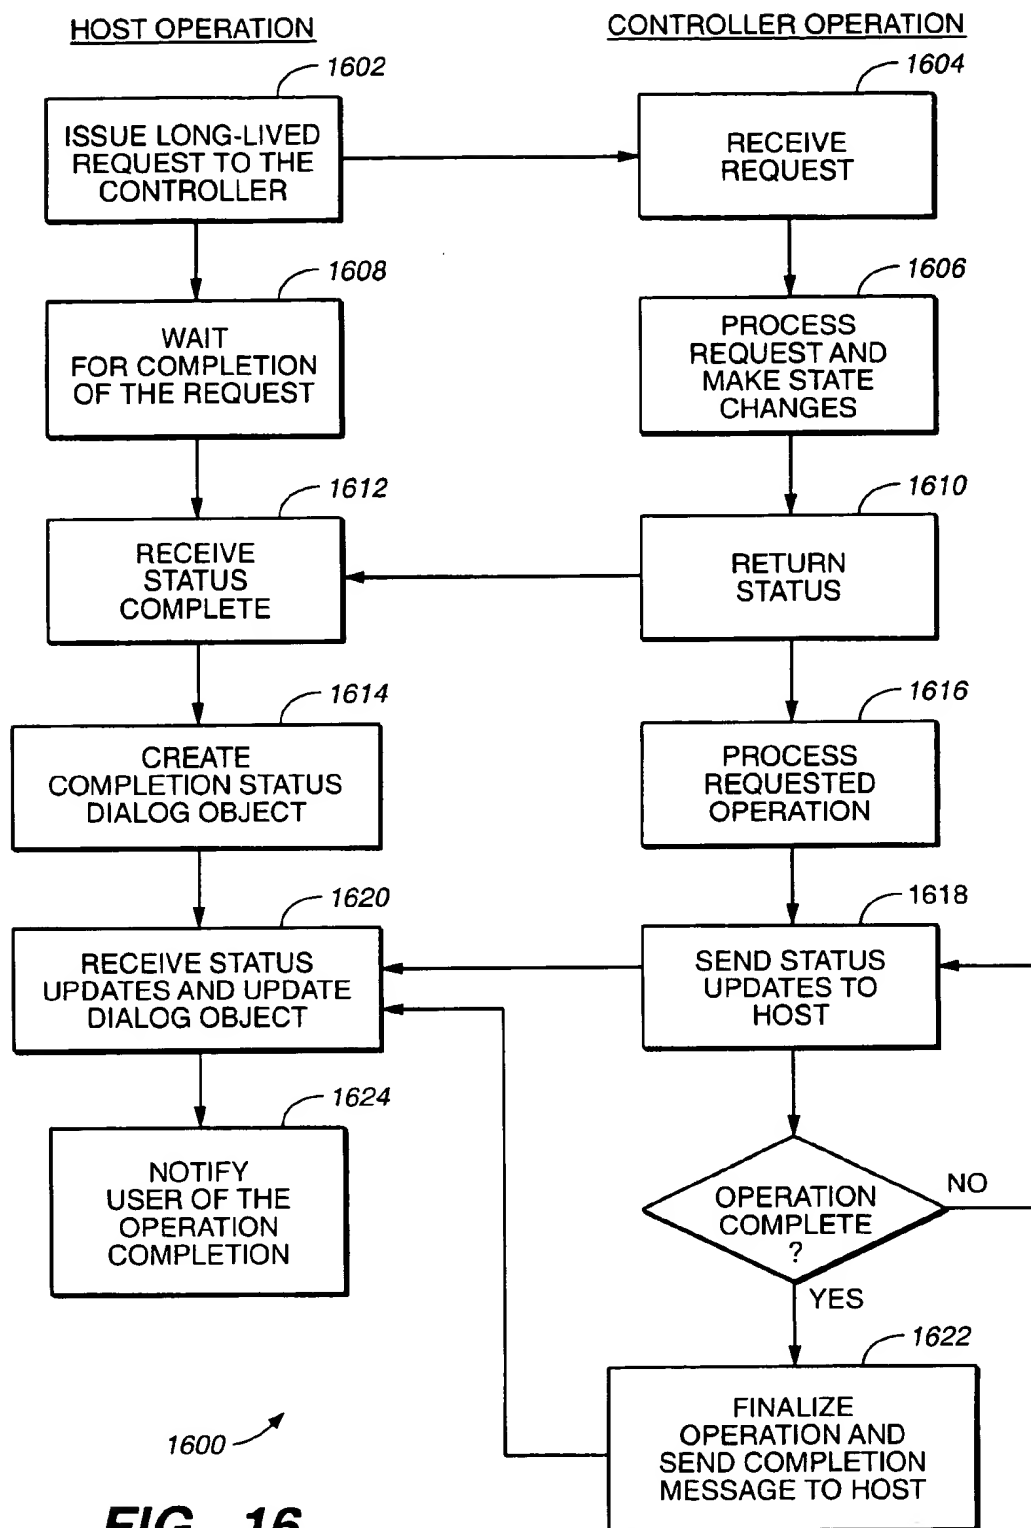 HOST OPERATION
CONTROLLER OPERATION
1602
ISSUE LONG-LIVED
REQUEST TO THE
CONTROLLER
1604
RECEIVE
REQUEST
1608
WAIT
FOR COMPLETION
OF THE REQUEST
1606
PROCESS
REQUEST AND
MAKE STATE
CHANGES
1612
RECEIVE
STATUS
COMPLETE
1610
RETURN
STATUS
1614
CREATE
COMPLETION STATUS
DIALOG OBJECT
1616
PROCESS
REQUESTED
OPERATION
1620
RECEIVE STATUS
UPDATES AND UPDATE
DIALOG OBJECT
1618
SEND STATUS
UPDATES TO
HOST
1624
NOTIFY
USER OF THE
OPERATION
COMPLETION
OPERATION
COMPLETE
?
NO
YES
1622
FINALIZE
OPERATION AND
SEND COMPLETION
MESSAGE TO HOST
1600
FIG. 16